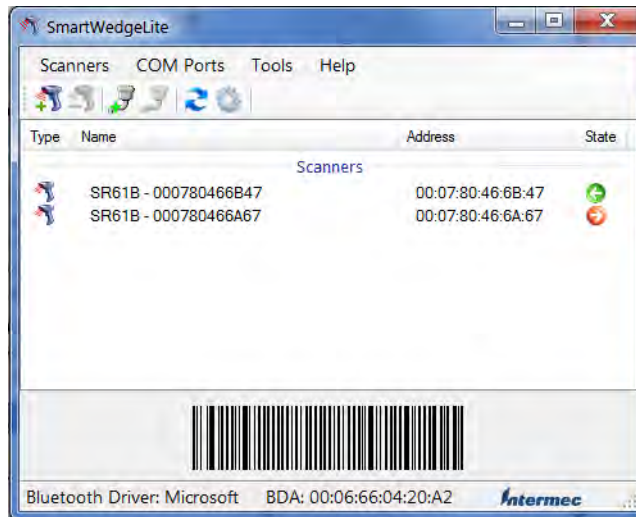 SmartWedgeLite
Scanners COM Ports Tools Help
Type Name Address State
Scanners
SR61B - 000780466B47 00:07:80:46:6B:47
SR61B - 000780466A67 00:07:80:46:6A:67
Bluetooth Driver: Microsoft BDA: 00:06:66:04:20:A2 Intermec